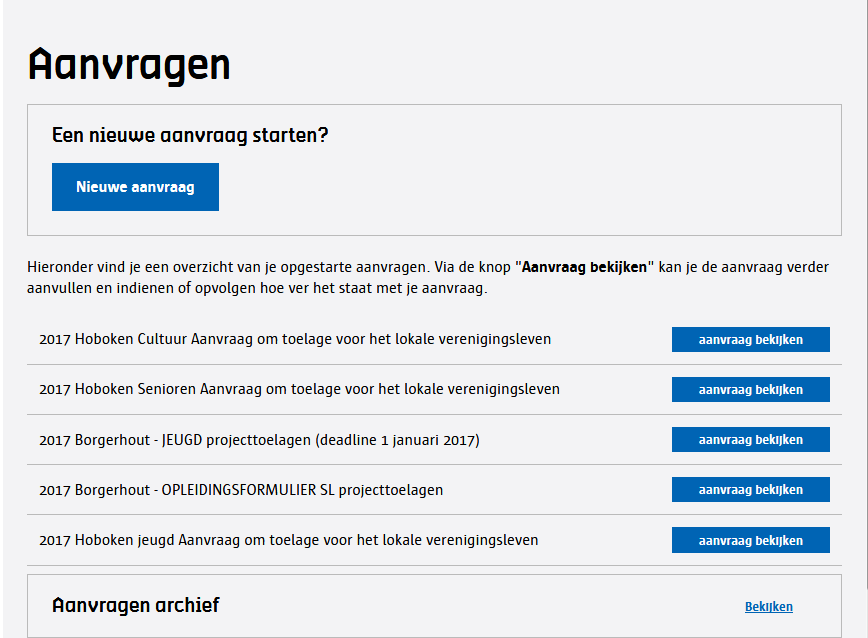 Aanvragen
Een nieuwe aanvraag starten?
Nieuwe aanvraag
Hieronder vind je een overzicht van je opgestarte aanvragen. Via de knop "Aanvraag bekijken" kan je de aanvraag verder
aanvullen en indienen of opvolgen hoe ver het staat met je aanvraag.
2017 Hoboken Cultuur Aanvraag om toelage voor het lokale verenigingsleven aanvraag bekijken
2017 Hoboken Senioren Aanvraag om toelage voor het lokale verenigingsleven aanvraag bekijken
2017 Borgerhout - JEUGD projecttoelagen (deadline 1 januari 2017) aanvraag bekijken
2017 Borgerhout - OPLEIDINGSFORMULIER SL projecttoelagen aanvraag bekijken
2017 Hoboken jeugd Aanvraag om toelage voor het lokale verenigingsleven aanvraag bekijken
Aanvragen archief Bekijken